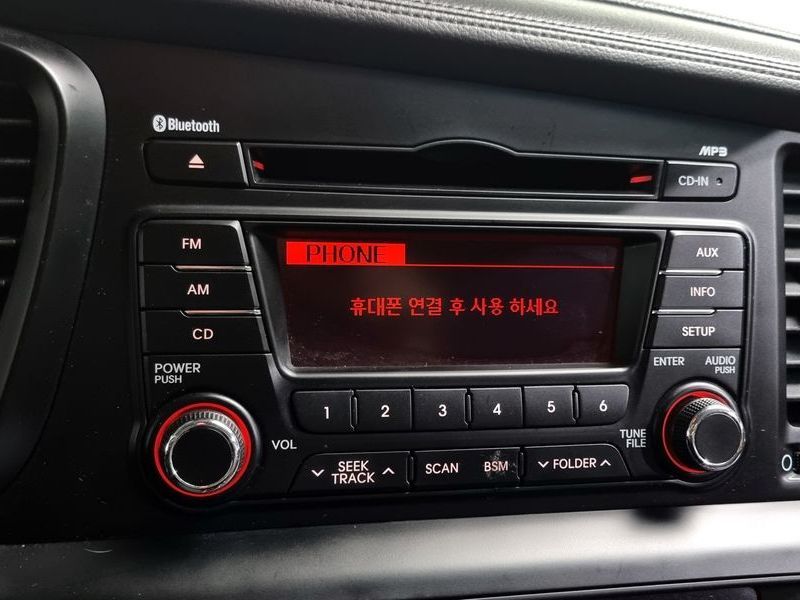 Bluetooth
MP3
CD-IN
FM
PHONE
AUX
AM
휴대폰 연결 후 사용 하세요
INFO
CD
SETUP
POWER
PUSH
ENTER
AUDIO
PUSH
1 2 3 4 5 6
VOL
TUNE
FILE
SEEK
TRACK
SCAN
BSM
FOLDER
0